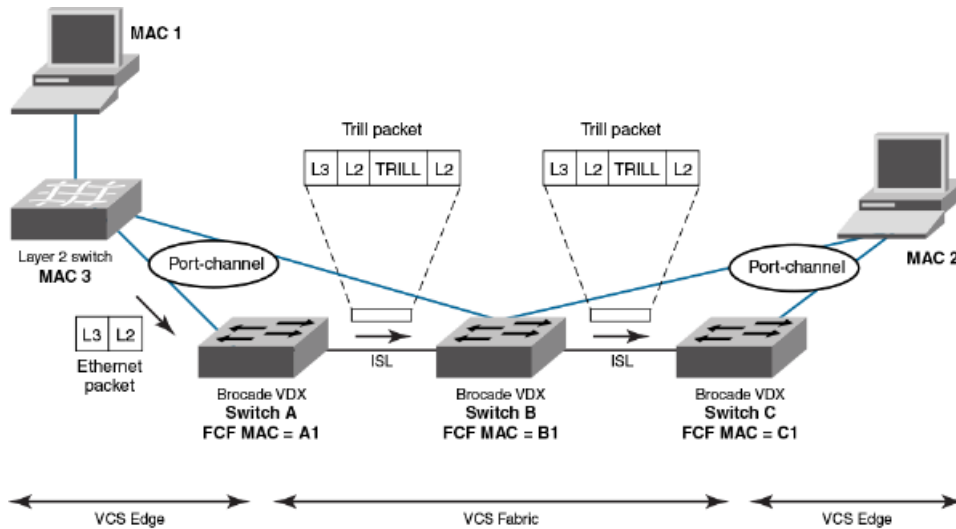 MAC 1
Trill packet
L3 L2 TRILL L2
Trill packet
L3 L2 TRILL L2
Layer 2 switch
MAC 3
Port-channel
Port-channel
MAC 2
L3 L2
Ethernet
packet
ISL
ISL
Brocade VDX
Switch A
FCF MAC = A1
Brocade VDX
Switch B
FCF MAC = B1
Brocade VDX
Switch C
FCF MAC = C1
VCS Edge
VCS Fabric
VCS Edge